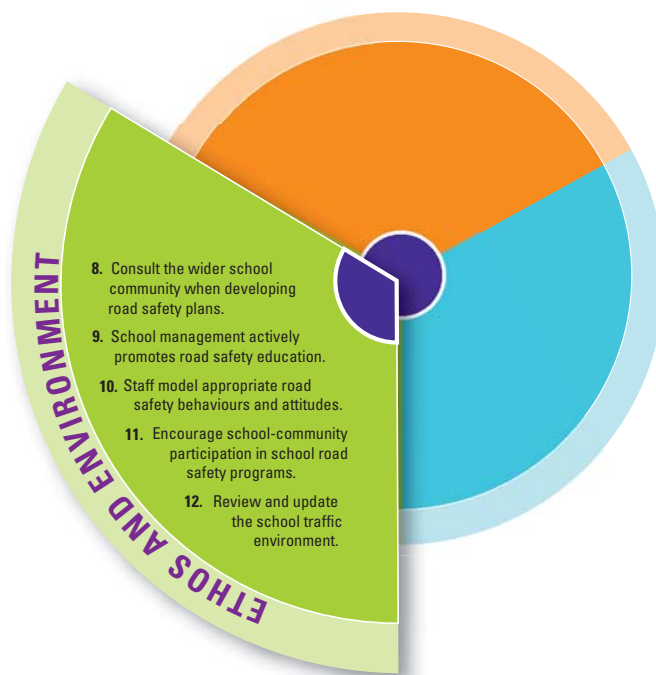 ETHOS AND ENVIRONMENT
8. Consult the wider school
community when developing
road safety plans.
9. School management actively
promotes road safety education.
10. Staff model appropriate road
safety behaviours and attitudes.
11. Encourage school-community
participation in school road
safety programs.
12. Review and update
the school traffic
environment.